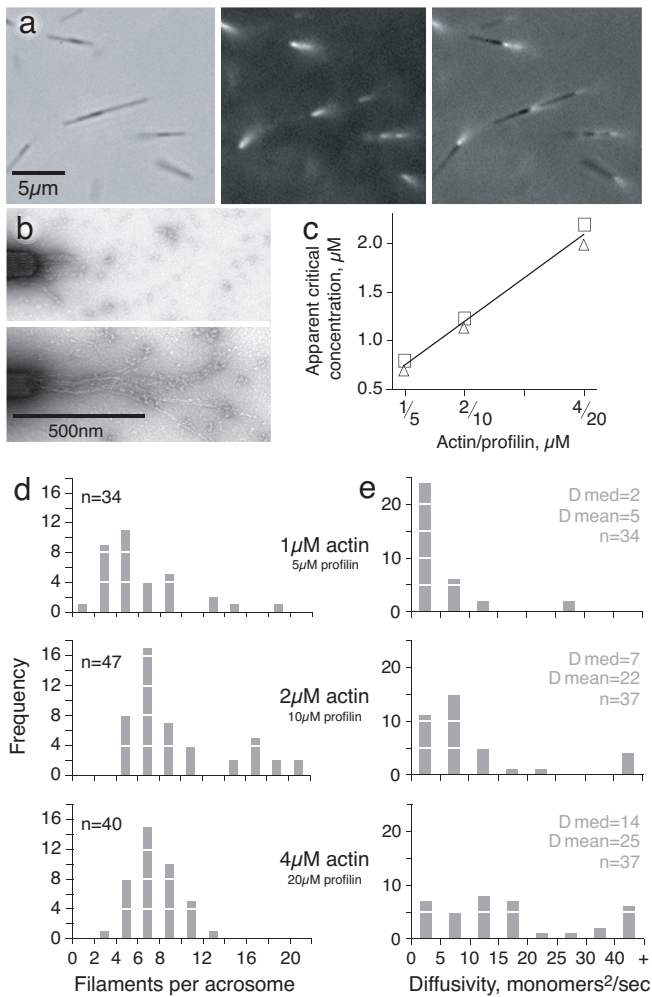 a
5µm
b
500nm
c
Apparent critical
concentration, µM
2.0
1.5
1.0
0.5
1/5
2/10
4/20
Actin/profilin, µM
d
n=34
16
12
8
4
0
1µM actin
5µM profilin
e
20
10
0
D med=2
D mean=5
n=34
Frequency
n=47
16
12
8
4
0
2µM actin
10µM profilin
20
10
0
D med=7
D mean=22
n=37
n=40
16
12
8
4
0
4µM actin
20µM profilin
20
10
0
D med=14
D mean=25
n=37
0 2 4 6 8 12 16 20
Filaments per acrosome
0 5 10 15 20 25 30 40 +
Diffusivity, monomers²/sec